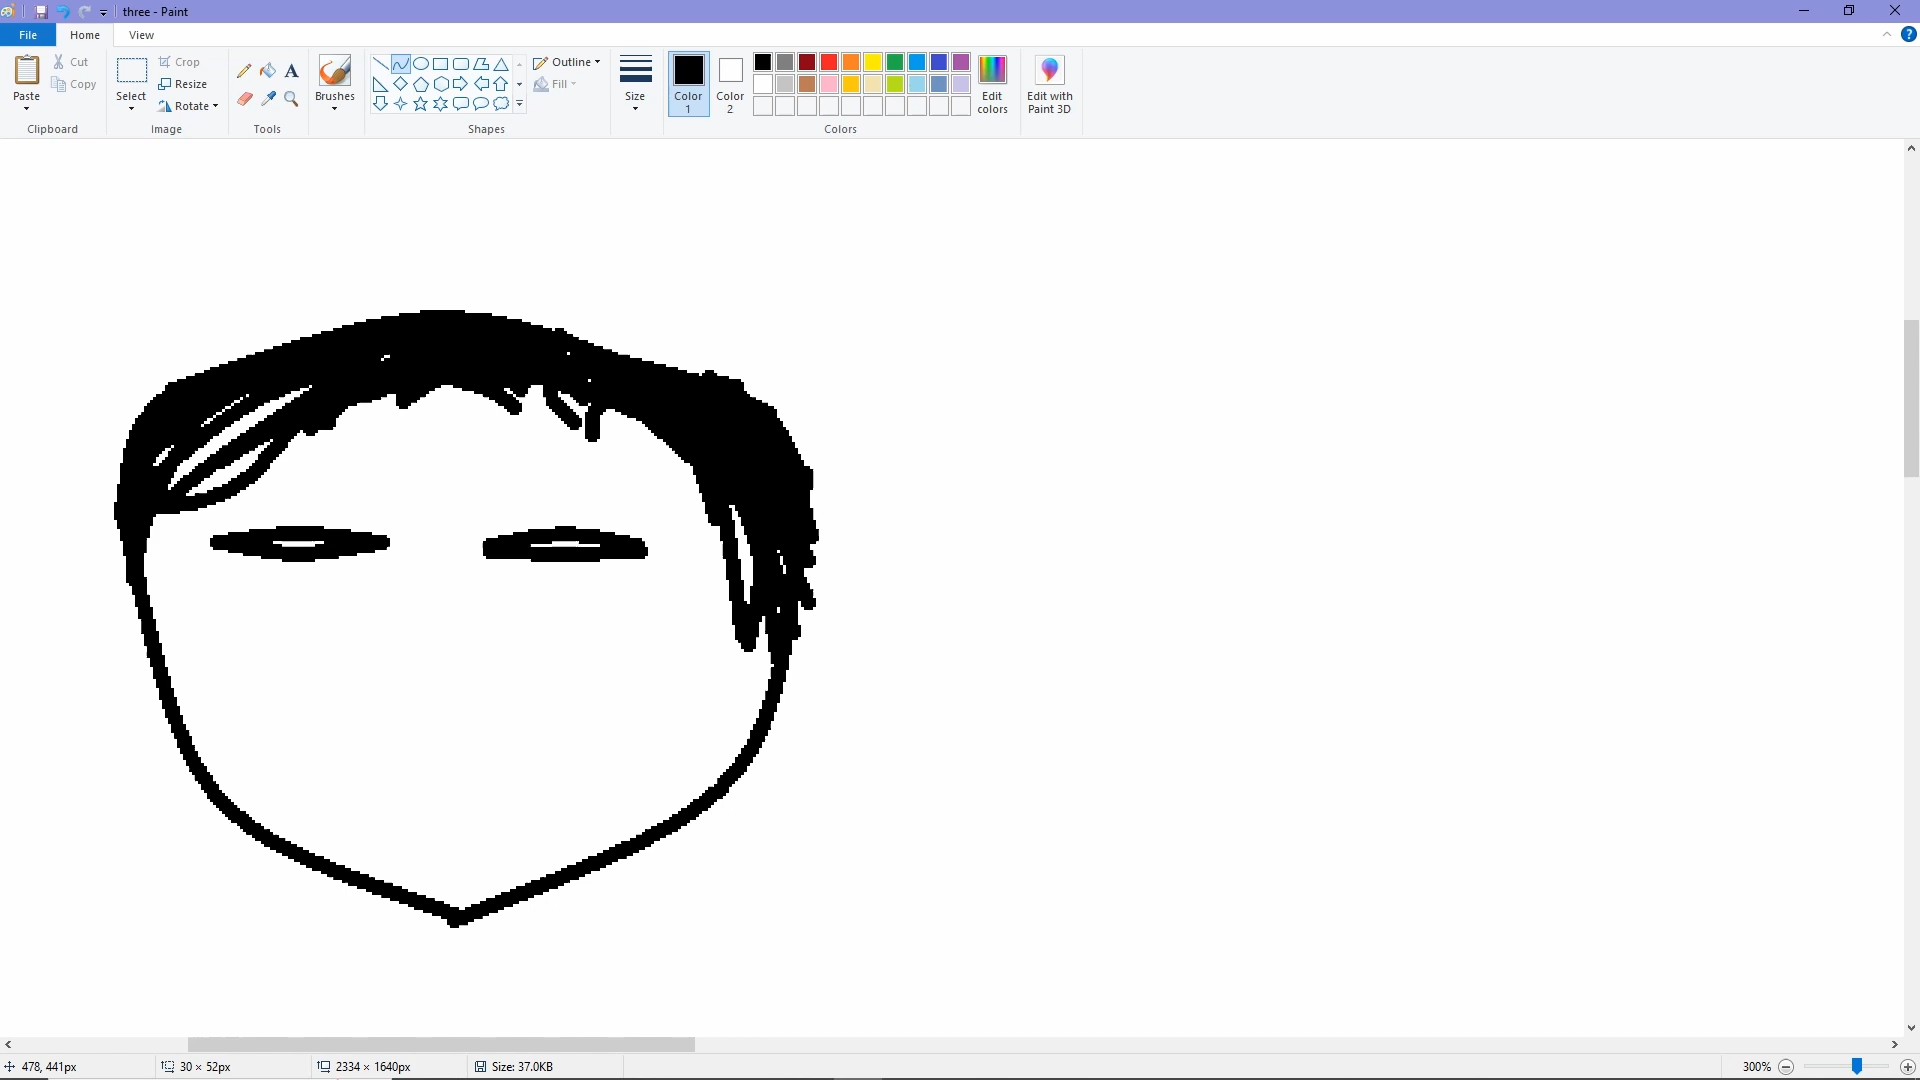 three - Paint
File Home View
Paste Cut Copy
Clipboard
Select Crop Resize Rotate
Image
A
Tools
Brushes
Outline Fill
Shapes
Size
Color 1 Color 2
Colors
Edit colors
Edit with Paint 3D
478, 441px 30 × 52px 2334 × 1640px Size: 37.0KB 300%